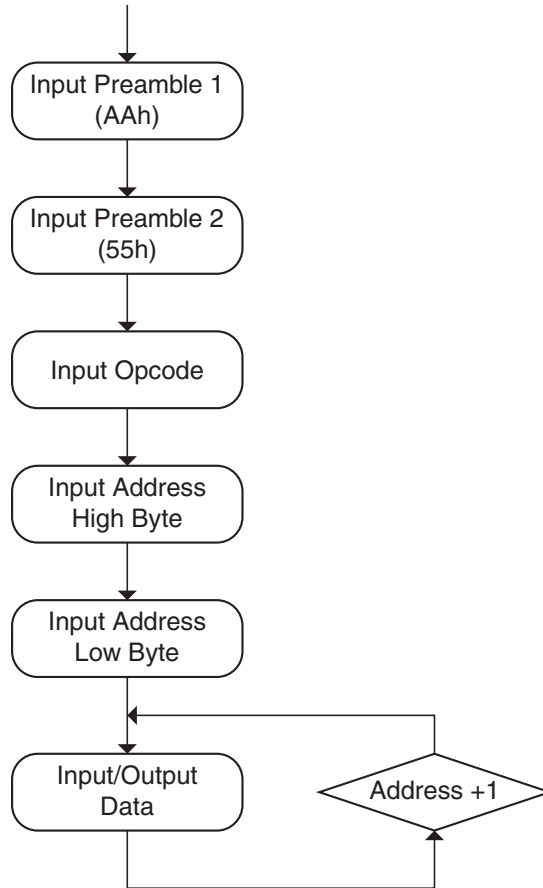 Input Preamble 1
(AAh)
Input Preamble 2
(55h)
Input Opcode
Input Address
High Byte
Input Address
Low Byte
Input/Output
Data
Address +1